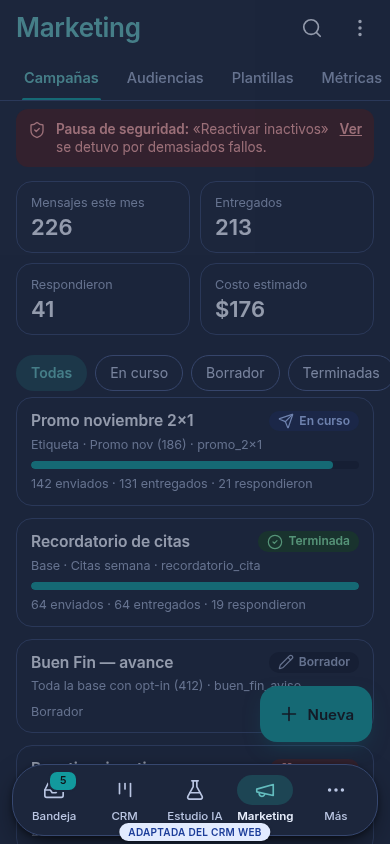 Marketing
Campañas Audiencias Plantillas Métricas
Pausa de seguridad: «Reactivar inactivos» Ver
se detuvo por demasiados fallos.
Mensajes este mes
226
Entregados
213
Respondieron
41
Costo estimado
$176
Todas En curso Borrador Terminadas
Promo noviembre 2×1 En curso
Etiqueta · Promo nov (186) · promo_2×1
142 enviados · 131 entregados · 21 respondieron
Recordatorio de citas Terminada
Base · Citas semana · recordatorio_cita
64 enviados · 64 entregados · 19 respondieron
Buen Fin — avance Borrador
Toda la base con opt-in (412) · buen_fin_aviso
Borrador
+ Nueva
5
Bandeja CRM Estudio IA Marketing Más
ADAPTADA DEL CRM WEB